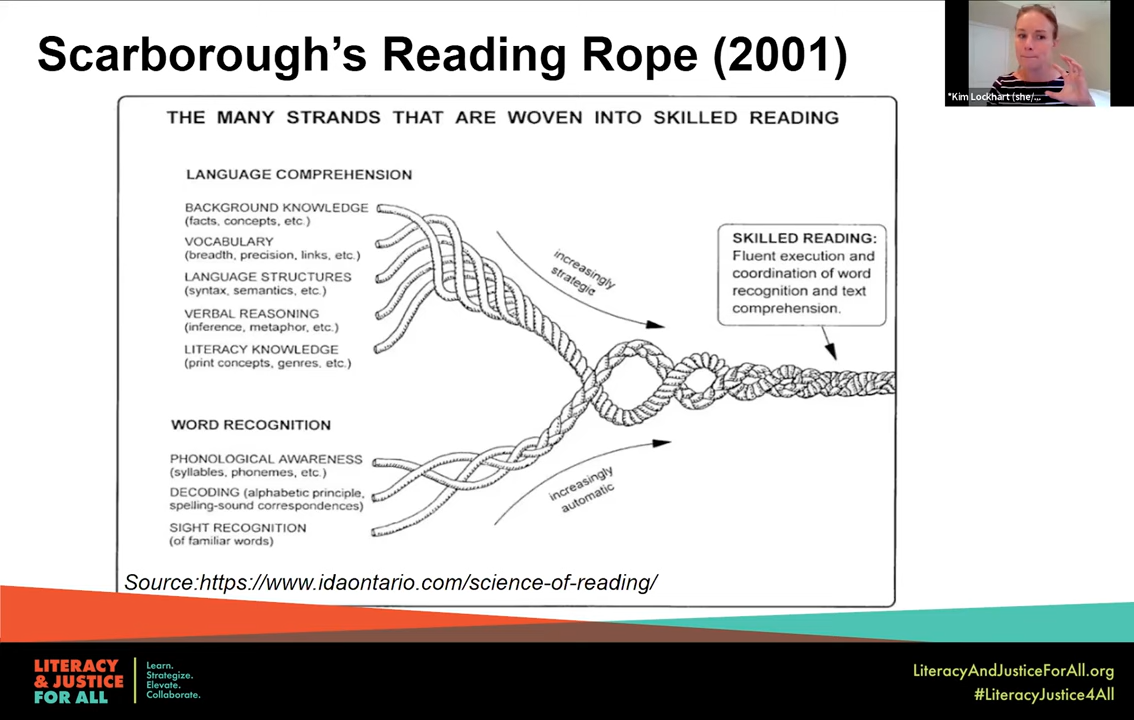 Scarborough's Reading Rope (2001)
*Kim Lockhart (she/...
THE MANY STRANDS THAT ARE WOVEN INTO SKILLED READING
LANGUAGE COMPREHENSION
BACKGROUND KNOWLEDGE
(facts, concepts, etc.)
VOCABULARY
(breadth, precision, links, etc.)
LANGUAGE STRUCTURES
(syntax, semantics, etc.)
VERBAL REASONING
(inference, metaphor, etc.)
LITERACY KNOWLEDGE
(print concepts, genres, etc.)
increasingly
strategic
SKILLED READING:
Fluent execution and
coordination of word
recognition and text
comprehension.
WORD RECOGNITION
PHONOLOGICAL AWARENESS
(syllables, phonemes, etc.)
DECODING (alphabetic principle,
spelling-sound correspondences)
SIGHT RECOGNITION
(of familiar words)
increasingly
automatic
Source:https://www.idaontario.com/science-of-reading/
LITERACY
& JUSTICE
FOR ALL
Learn.
Strategize.
Elevate.
Collaborate.
LiteracyAndJusticeForAll.org
#LiteracyJustice4All